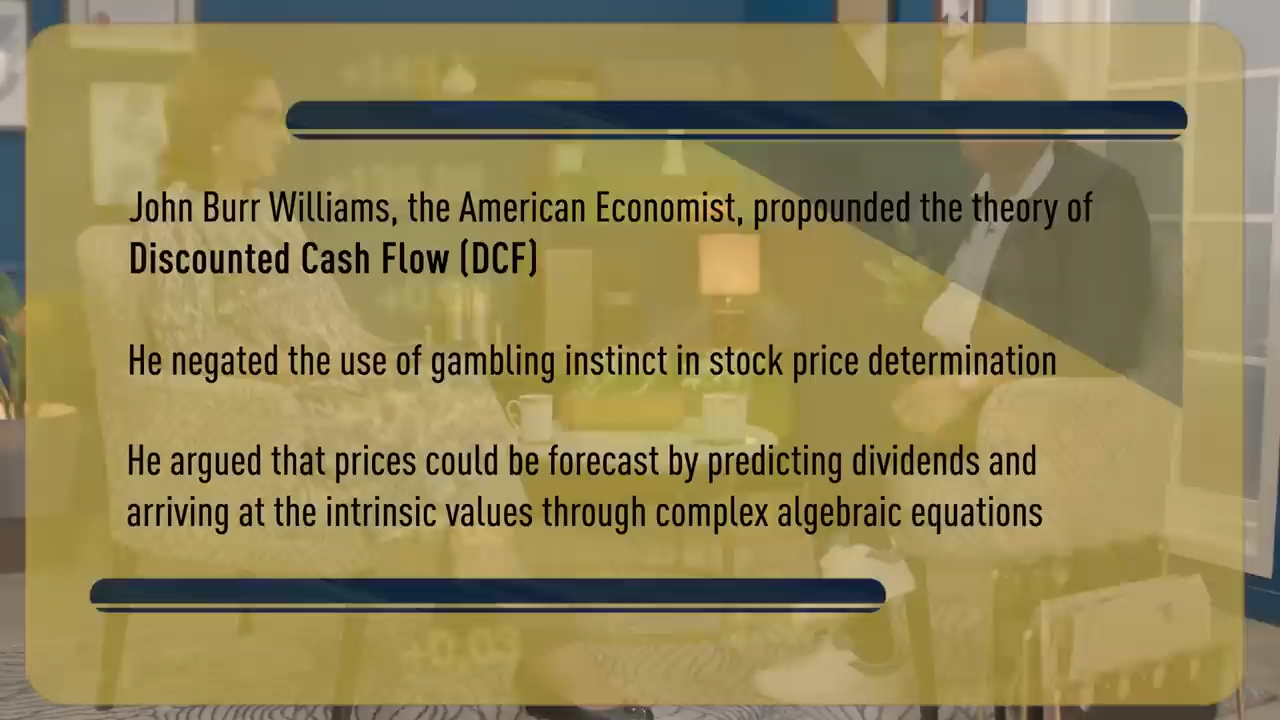 John Burr Williams, the American Economist, propounded the theory of
Discounted Cash Flow (DCF)
He negated the use of gambling instinct in stock price determination
He argued that prices could be forecast by predicting dividends and
arriving at the intrinsic values through complex algebraic equations
+0.03